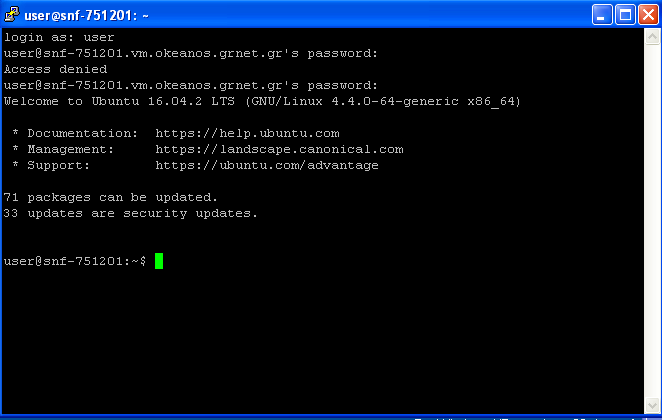 user@snf-751201: ~
login as: user
user@snf-751201.vm.okeanos.grnet.gr's password:
Access denied
user@snf-751201.vm.okeanos.grnet.gr's password:
Welcome to Ubuntu 16.04.2 LTS (GNU/Linux 4.4.0-64-generic x86_64)
* Documentation:  https://help.ubuntu.com
* Management:     https://landscape.canonical.com
* Support:        https://ubuntu.com/advantage
71 packages can be updated.
33 updates are security updates.
user@snf-751201:~$